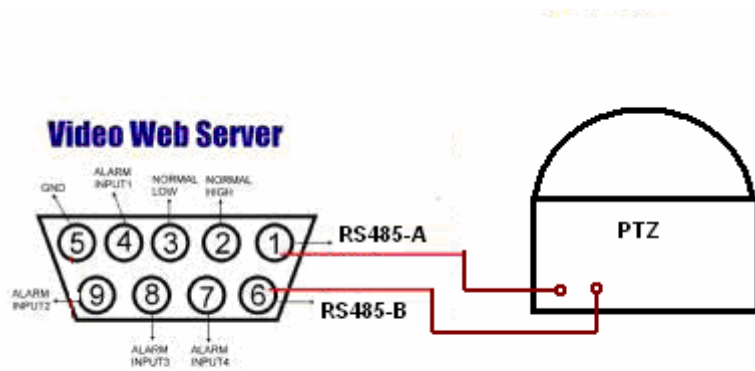 Video Web Server
GND
ALARM
INPUT1
NORMAL
LOW
NORMAL
HIGH
5
4
3
2
1
RS485-A
PTZ
9
8
7
6
ALARM
INPUT2
RS485-B
ALARM
INPUT3
ALARM
INPUT4